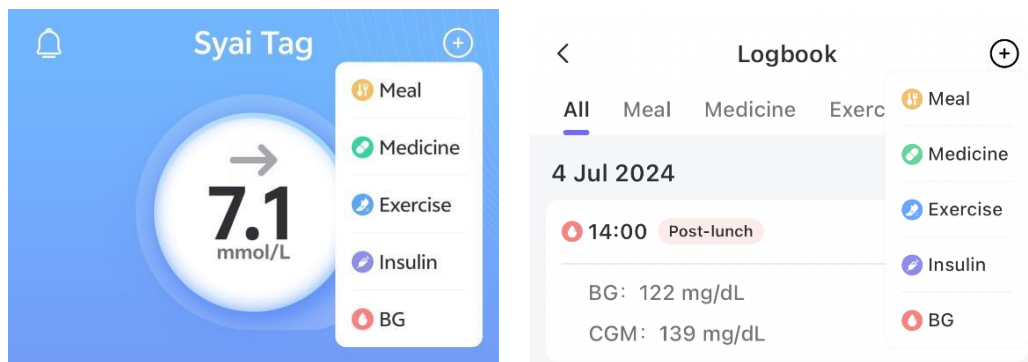 Syai Tag
Meal
Medicine
Exercise
Insulin
BG
7.1
mmol/L
Logbook
All Meal Medicine Exerc
4 Jul 2024
14:00 Post-lunch
BG: 122 mg/dL
CGM: 139 mg/dL
Meal
Medicine
Exercise
Insulin
BG